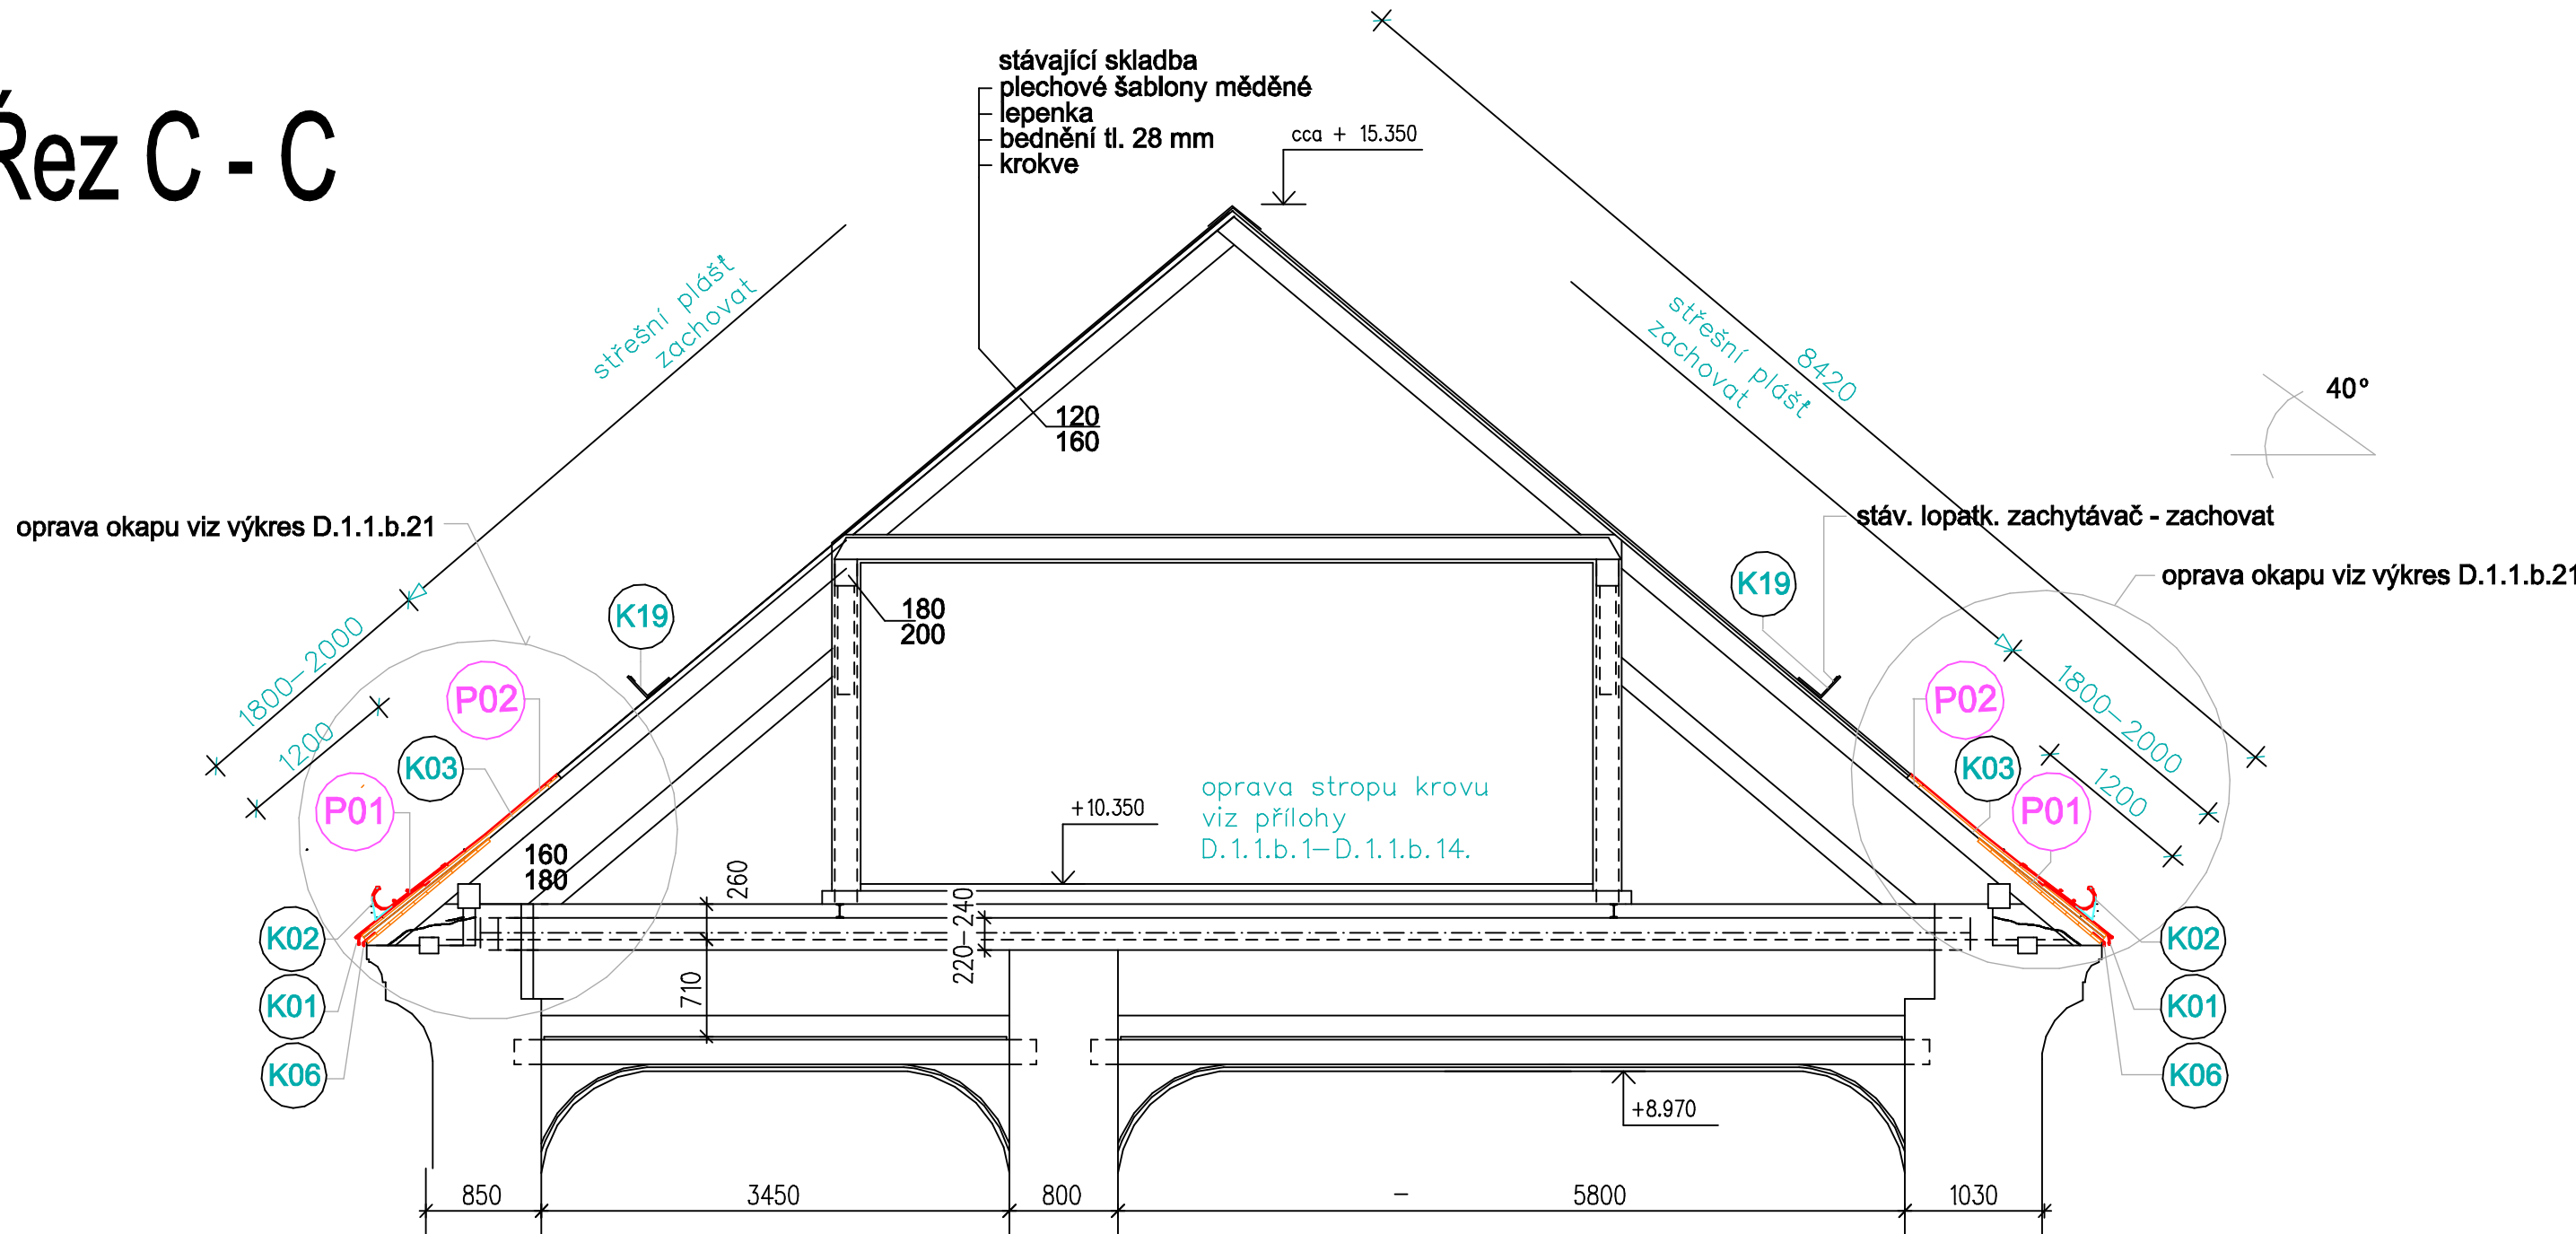 Řez C - C
stávající skladba
plechové šablony měděné
lepenka
bednění tl. 28 mm
krokve
cca + 15.350
střešní plášť
zachovat
střešní plášť
zachovat
8420
40°
120
160
oprava okapu viz výkres D.1.1.b.21
stáv. lopatk. zachytávač - zachovat
oprava okapu viz výkres D.1.1.b.21
K19
K19
180
200
1800-2000
1200
P02
K03
P01
P02
K03
P01
1800-2000
1200
oprava stropu krovu
viz přílohy
D.1.1.b.1-D.1.1.b.14.
+10.350
160
180
260
220-240
710
K02
K01
K06
K02
K01
K06
+8.970
850
3450
800
-
5800
1030